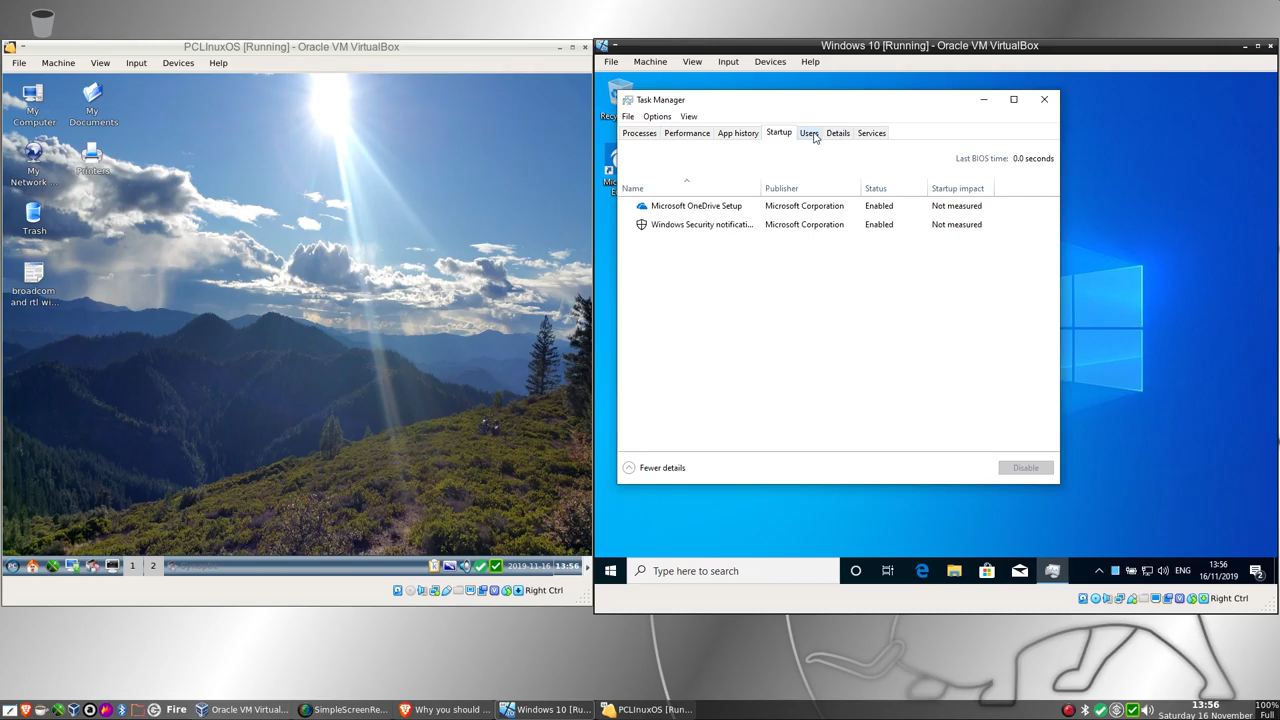 PCLInuxOS [Running] - Oracle VM VirtualBox
File Machine View Input Devices Help
My Computer
My Documents
My Network ...
Printers
Trash
broadcom and rtl wi...
1 2
2019-11-16 13:56
Right Ctrl
Windows 10 [Running] - Oracle VM VirtualBox
File Machine View Input Devices Help
Task Manager
File Options View
Processes Performance App history Startup Users Details Services
Last BIOS time: 0.0 seconds
Name Publisher Status Startup impact
Microsoft OneDrive Setup Microsoft Corporation Enabled Not measured
Windows Security notificati... Microsoft Corporation Enabled Not measured
Fewer details Disable
Type here to search
ENG
13:56
16/11/2019
2
Right Ctrl
Fire Oracle VM Virtual... SimpleScreenRe... Why you should ... Windows 10 [Ru... PCLinuxOS [Run...
13:56
Saturday 16 November
100%
Full